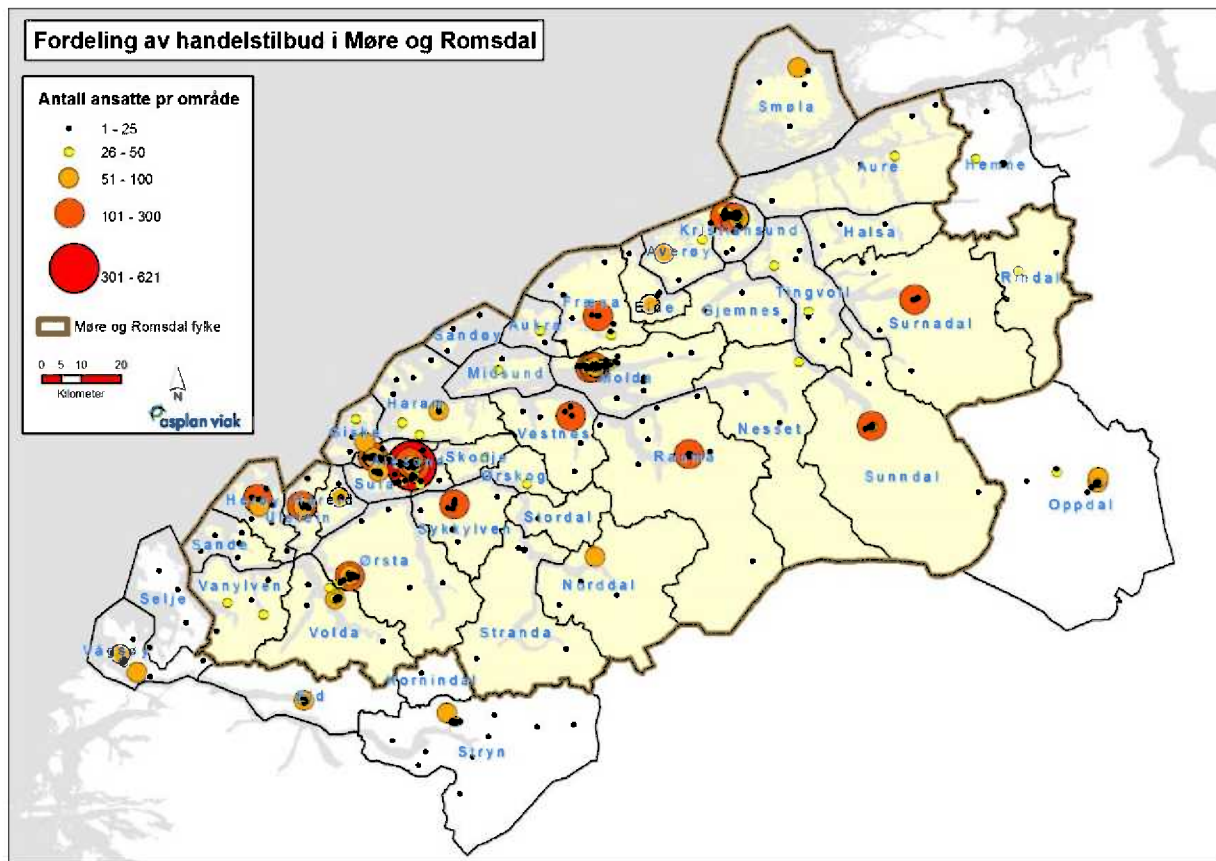 Fordeling av handelstilbud i Møre og Romsdal
Antall ansatte pr område
1 - 25
26 - 50
51 - 100
101 - 300
301 - 621
Møre og Romsdal fylke
0 5 10 20
Kilometer
N
asplan viak
Smøla
Aure
Hemne
Kristiansund
Halsa
Averøy
Rindal
Fræna
Eide
Gjemnes
Tingvoll
Surnadal
Sandøy
Aukra
Midsund
Molde
Haram
Vestnes
Rauma
Nesset
Sunndal
Giske
Skodje
Ørskog
Sula
Oppdal
Herøy
Ulstein
Hareid
Sykkylven
Stordal
Sande
Ørsta
Norddal
Vanylven
Selje
Volda
Stranda
Vågsøy
Hornindal
Eid
Stryn